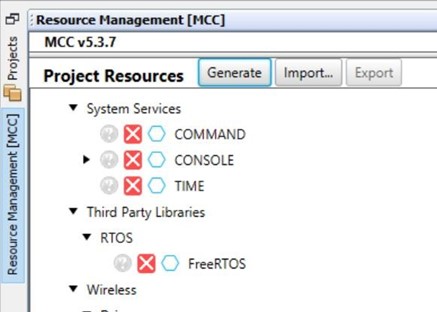 Resource Management [MCC]
MCC v5.3.7
Projects
Resource Management [MCC]
Project Resources Generate Import... Export
System Services
COMMAND
CONSOLE
TIME
Third Party Libraries
RTOS
FreeRTOS
Wireless